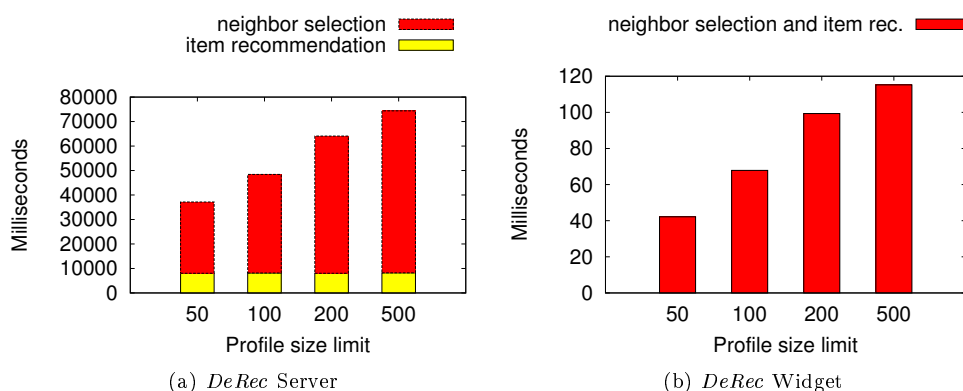 neighbor selection
item recommendation
80000
70000
60000
50000
40000
30000
20000
10000
0
Milliseconds
50 100 200 500
Profile size limit
(a) DeRec Server
neighbor selection and item rec.
120
100
80
60
40
20
0
Milliseconds
50 100 200 500
Profile size limit
(b) DeRec Widget